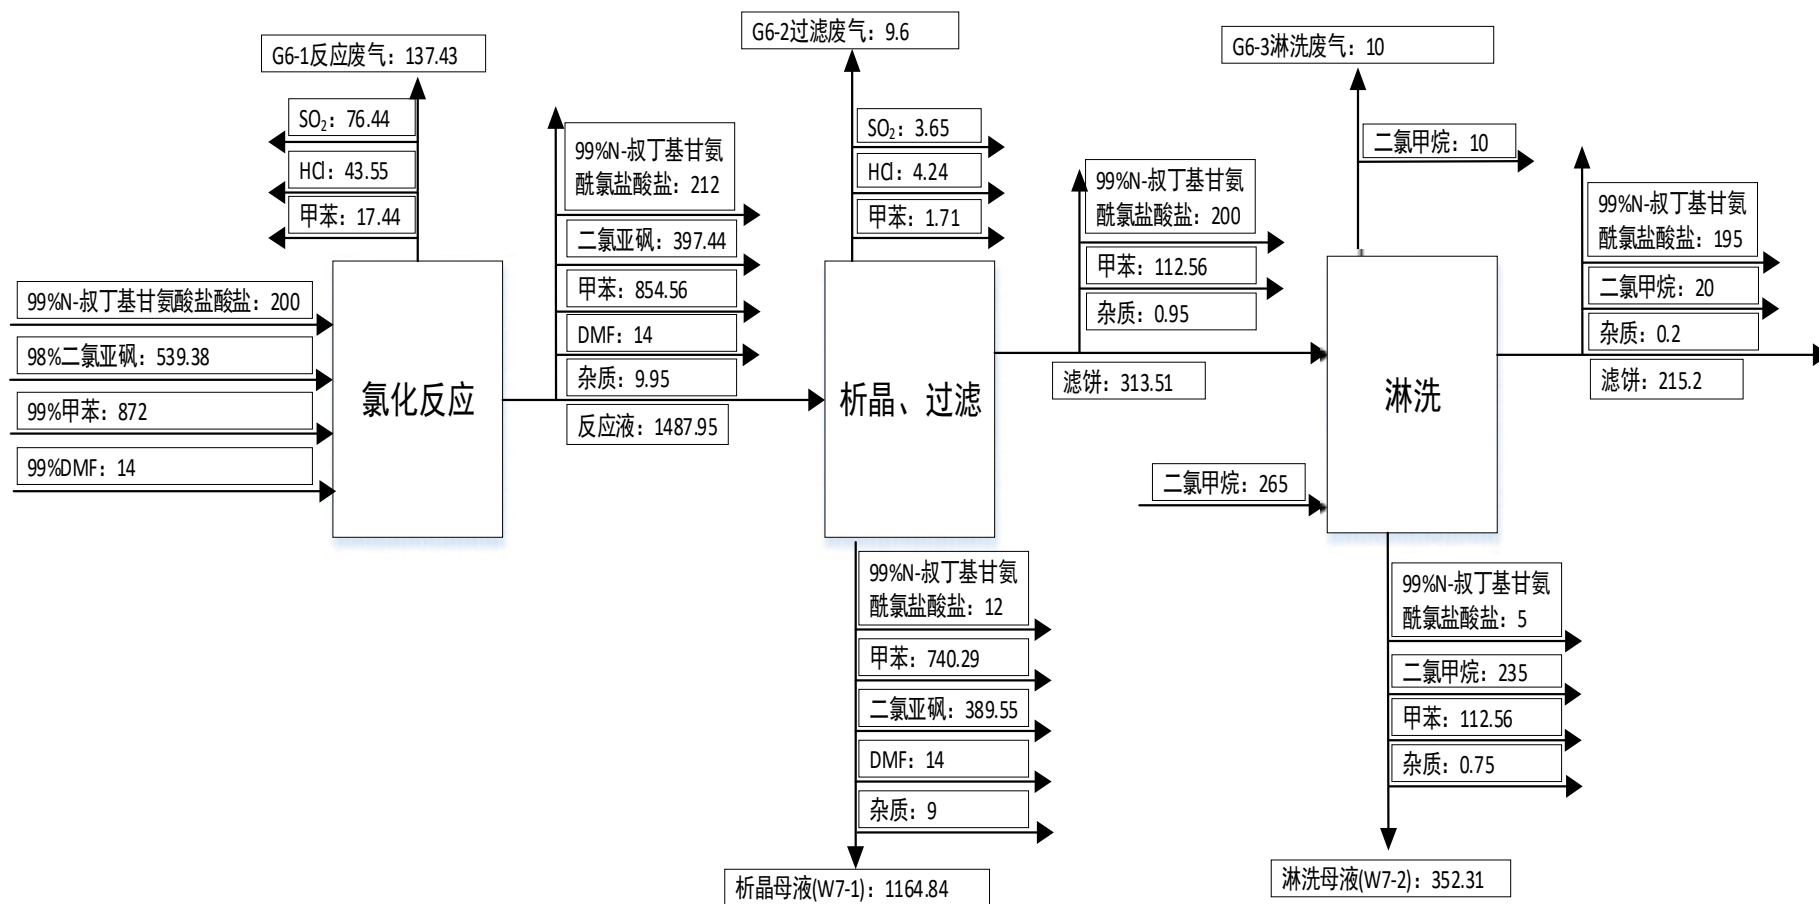 G6-1反应废气：137.43
SO₂：76.44
HCl：43.55
甲苯：17.44
99%N-叔丁基甘氨酸盐酸盐：200
98%二氯亚砜：539.38
99%甲苯：872
99%DMF：14
氯化反应
99%N-叔丁基甘氨
酰氯盐酸盐：212
二氯亚砜：397.44
甲苯：854.56
DMF：14
杂质：9.95
反应液：1487.95
G6-2过滤废气：9.6
SO₂：3.65
HCl：4.24
甲苯：1.71
析晶、过滤
99%N-叔丁基甘氨
酰氯盐酸盐：12
甲苯：740.29
二氯亚砜：389.55
DMF：14
杂质：9
析晶母液(W7-1)：1164.84
99%N-叔丁基甘氨
酰氯盐酸盐：200
甲苯：112.56
杂质：0.95
滤饼：313.51
G6-3淋洗废气：10
二氯甲烷：10
二氯甲烷：265
淋洗
99%N-叔丁基甘氨
酰氯盐酸盐：5
二氯甲烷：235
甲苯：112.56
杂质：0.75
淋洗母液(W7-2)：352.31
99%N-叔丁基甘氨
酰氯盐酸盐：195
二氯甲烷：20
杂质：0.2
滤饼：215.2